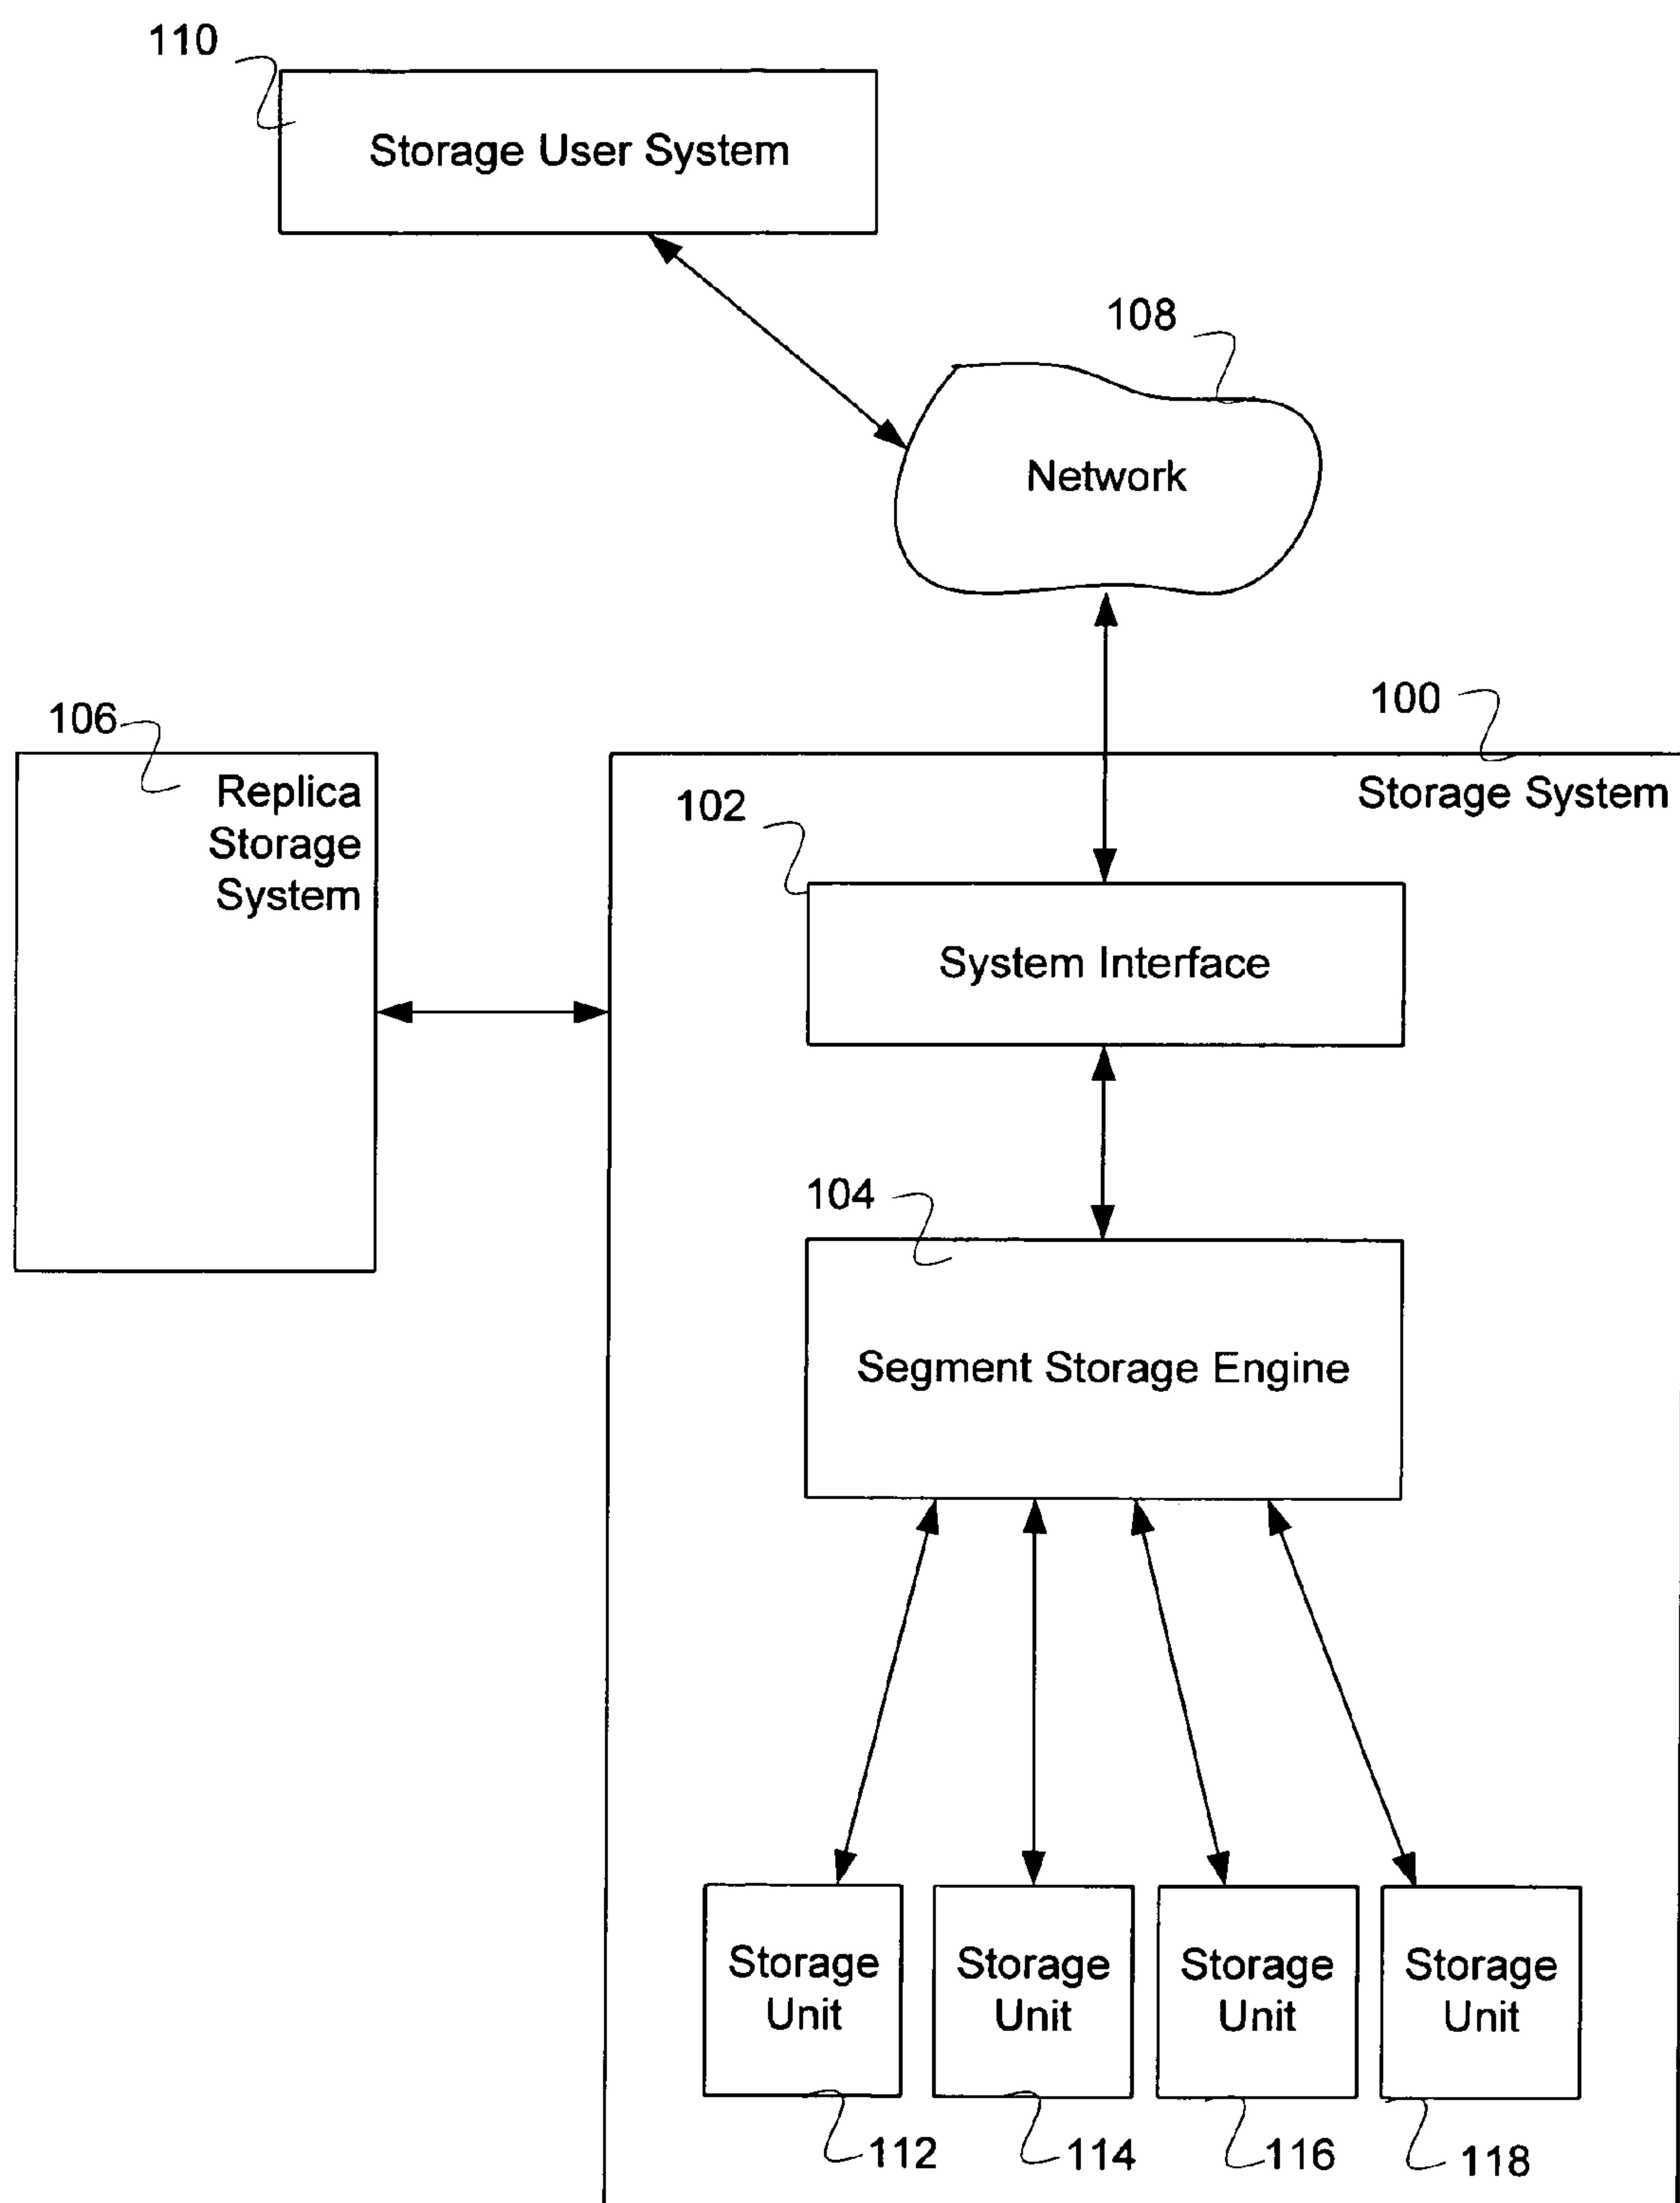 110
Storage User System
108
Network
106
Replica
Storage
System
100
Storage System
102
System Interface
104
Segment Storage Engine
Storage
Unit
Storage
Unit
Storage
Unit
Storage
Unit
112
114
116
118